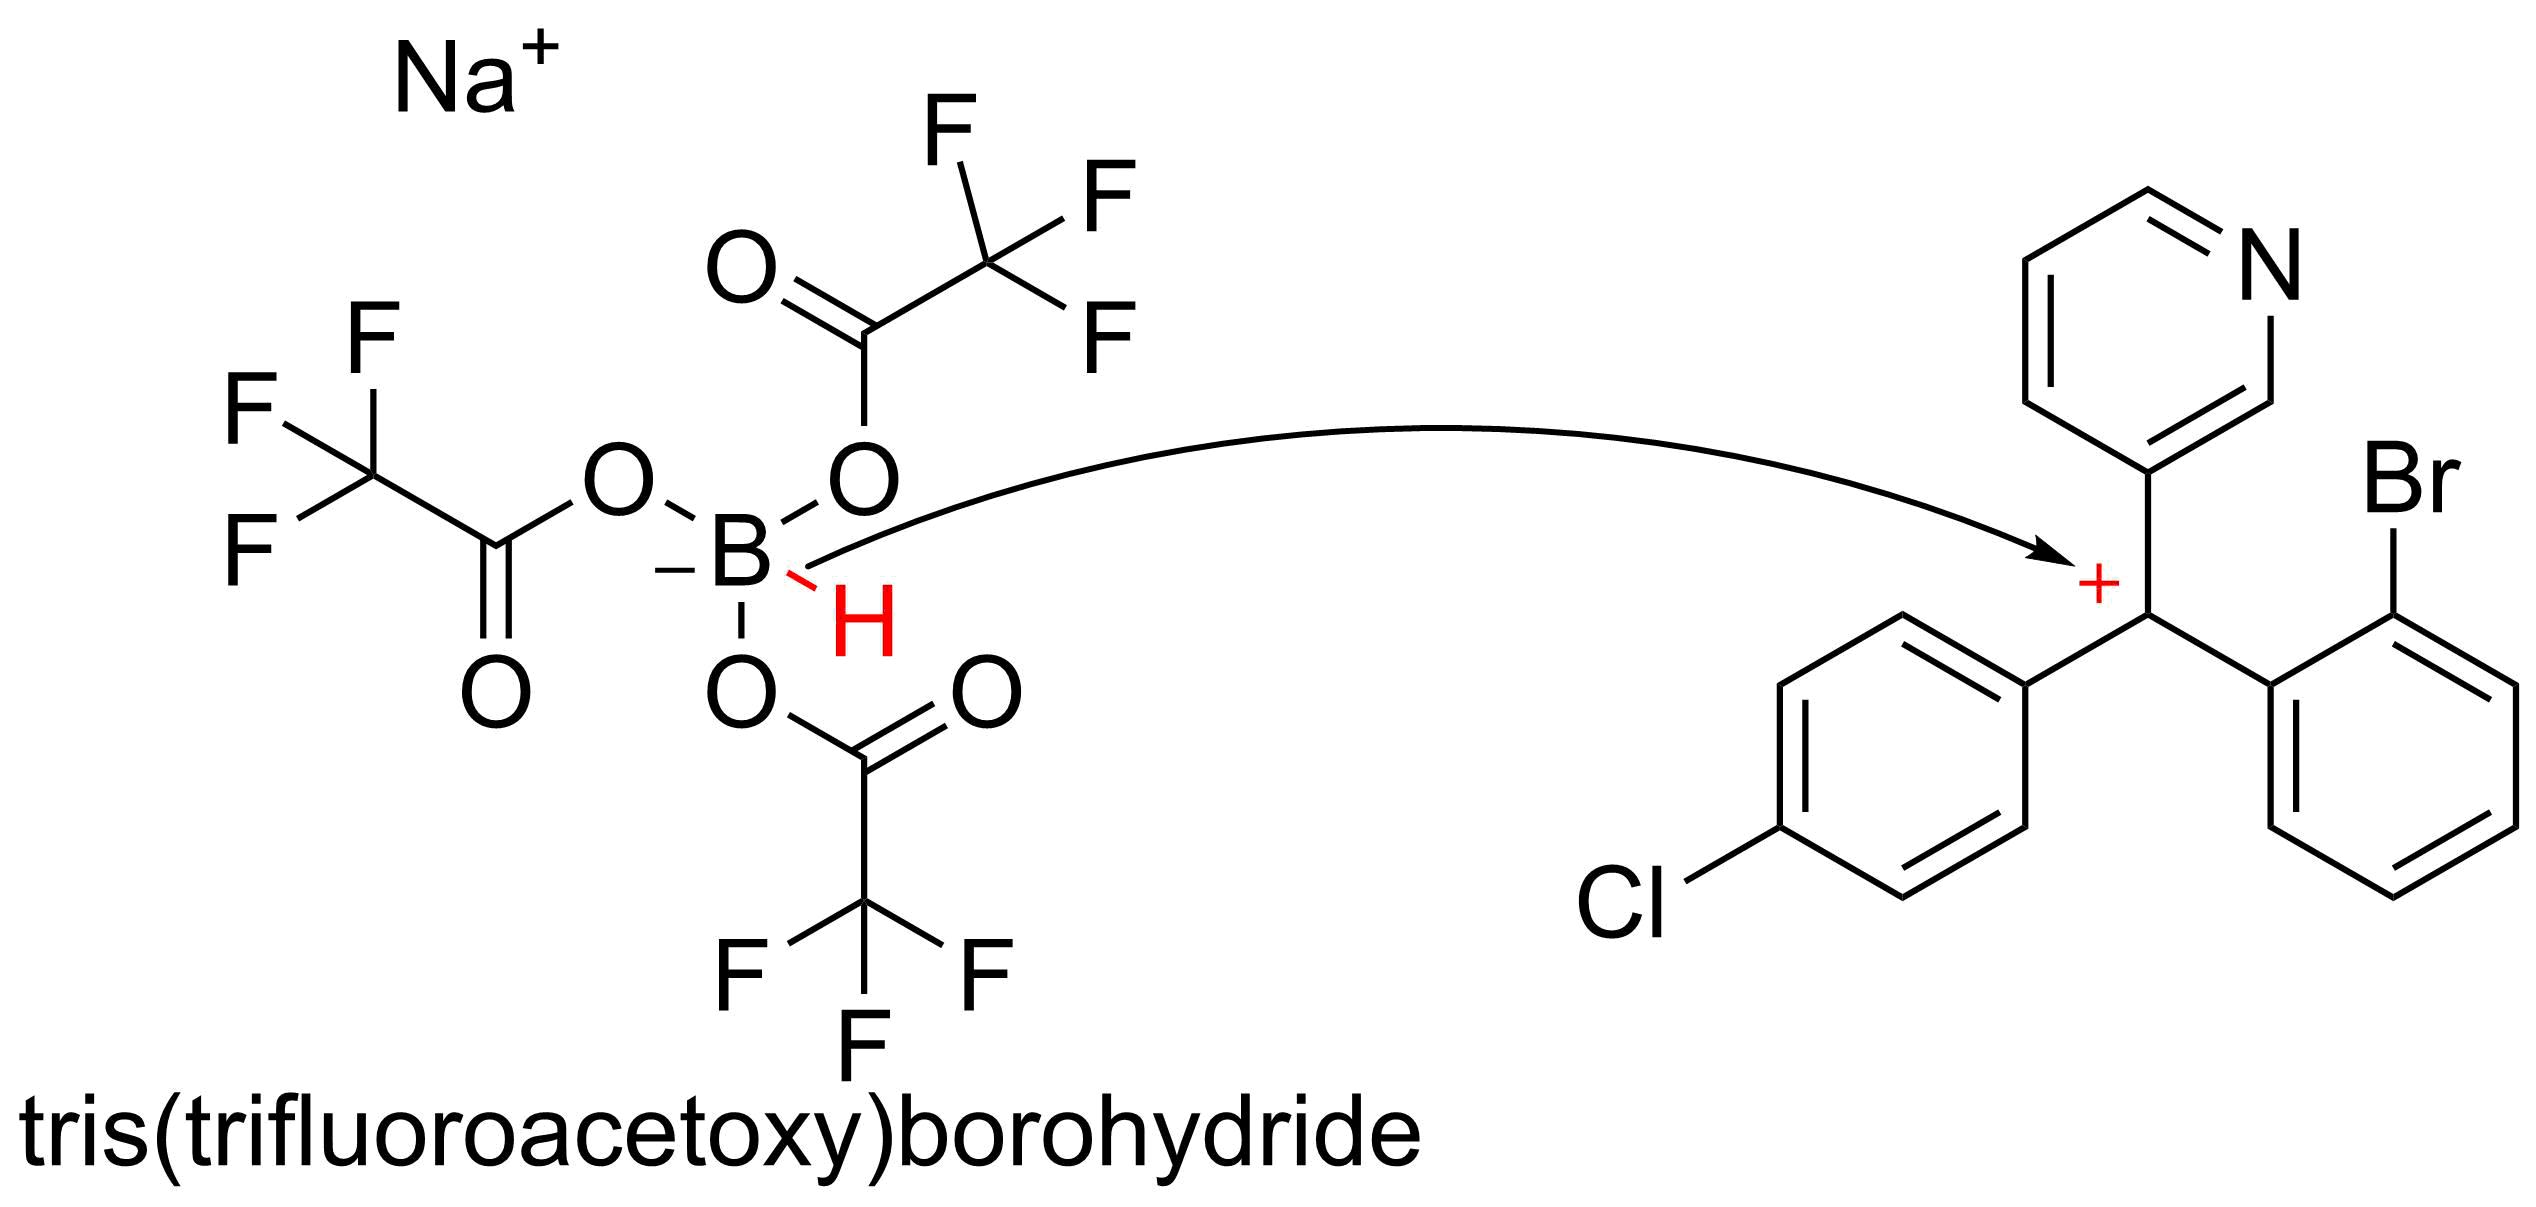 Na+
F
F
O
F
F
F
O
O
Br
F
− B
H
+
O
O
O
Cl
F
F
F
tris(trifluoroacetoxy)borohydride
N